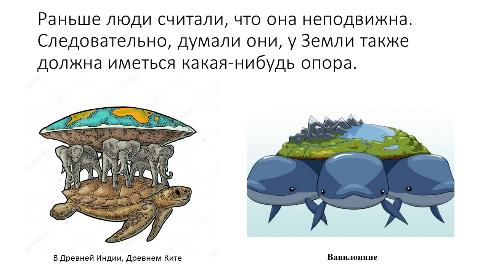 Раньше люди считали, что она неподвижна.
Следовательно, думали они, у Земли также
должна иметься какая-нибудь опора.
В Древней Индии, Древнем Ките
Вавилоняне